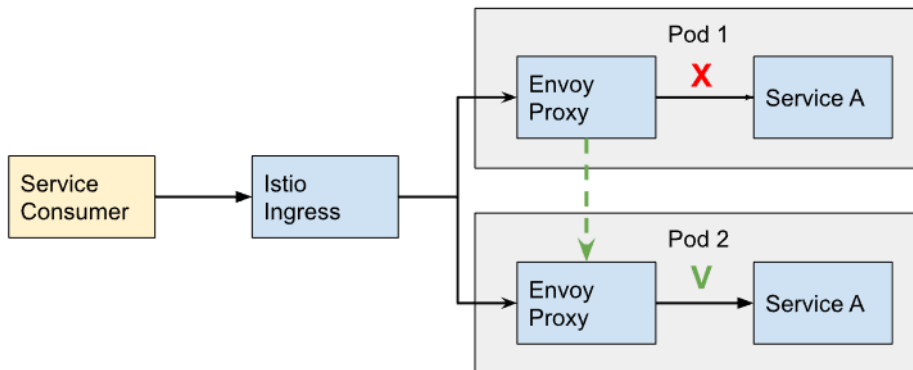 Pod 1
Envoy
Proxy
X
Service A
Service
Consumer
Istio
Ingress
Pod 2
Envoy
Proxy
V
Service A